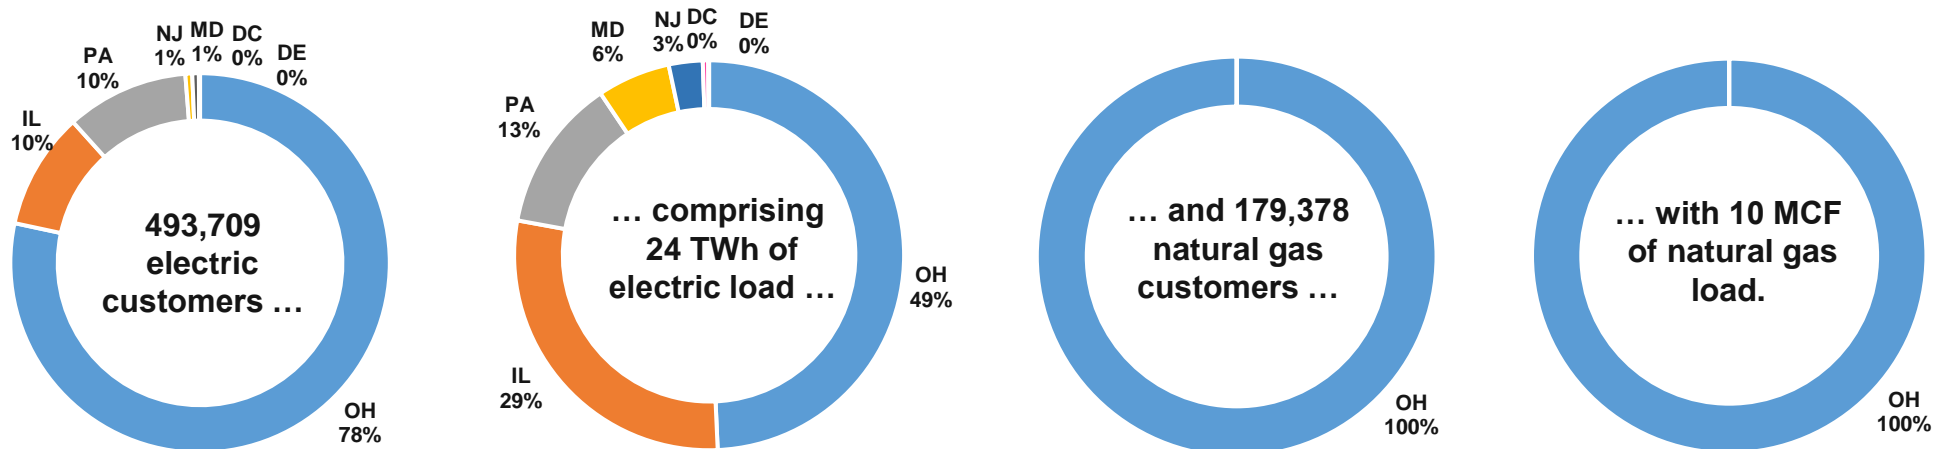 NJ
1%
MD
1%
DC
0%
DE
0%
PA
10%
IL
10%
493,709
electric
customers …
OH
78%
NJ
3%
DC
0%
DE
0%
MD
6%
PA
13%
… comprising
24 TWh of
electric load …
OH
49%
IL
29%
… and 179,378
natural gas
customers …
OH
100%
… with 10 MCF
of natural gas
load.
OH
100%